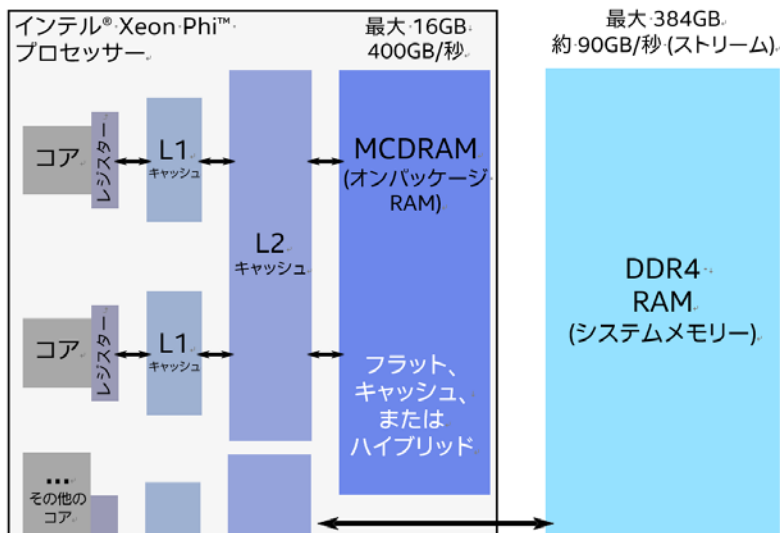 インテル® Xeon Phi™
プロセッサー
最大 16GB
400GB/秒
最大 384GB
約 90GB/秒 (ストリーム)
コア
レジスター
L1
キャッシュ
L2
キャッシュ
MCDRAM
(オンパッケージ
RAM)
DDR4
RAM
(システムメモリー)
コア
レジスター
L1
キャッシュ
フラット、
キャッシュ、
または
ハイブリッド
...
その他の
コア